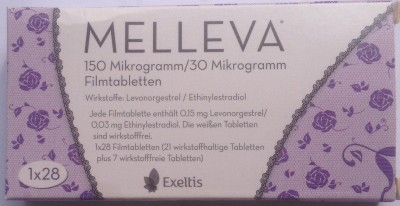 MELLEVA®
150 Mikrogramm/30 Mikrogramm
Filmtabletten
Wirkstoffe: Levonorgestrel / Ethinylestradiol
Jede Filmtablette enthält 0,15 mg Levonorgestrel/
0,03 mg Ethinylestradiol. Die weißen Tabletten
sind wirkstofffrei.
1x28 Filmtabletten (21 wirkstoffhaltige Tabletten
plus 7 wirkstofffreie Tabletten)
1x28
Exeltis